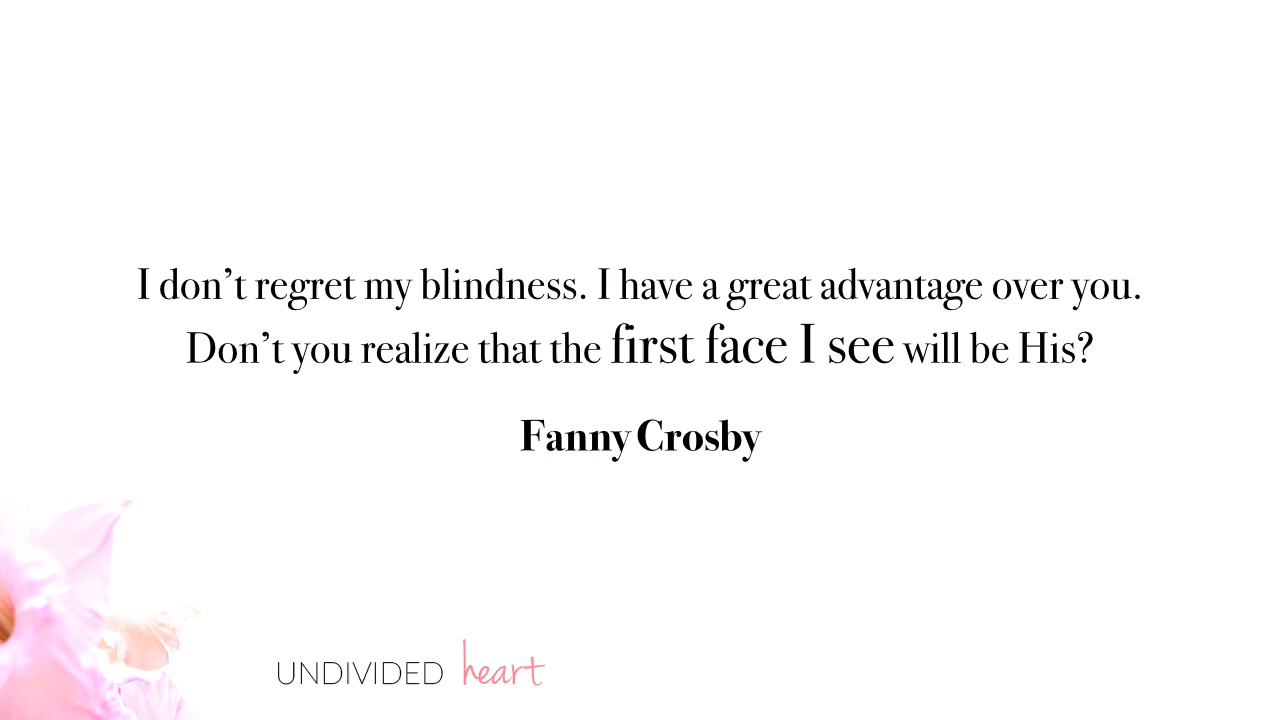 I don’t regret my blindness. I have a great advantage over you.
Don’t you realize that the first face I see will be His?
Fanny Crosby
UNDIVIDED heart